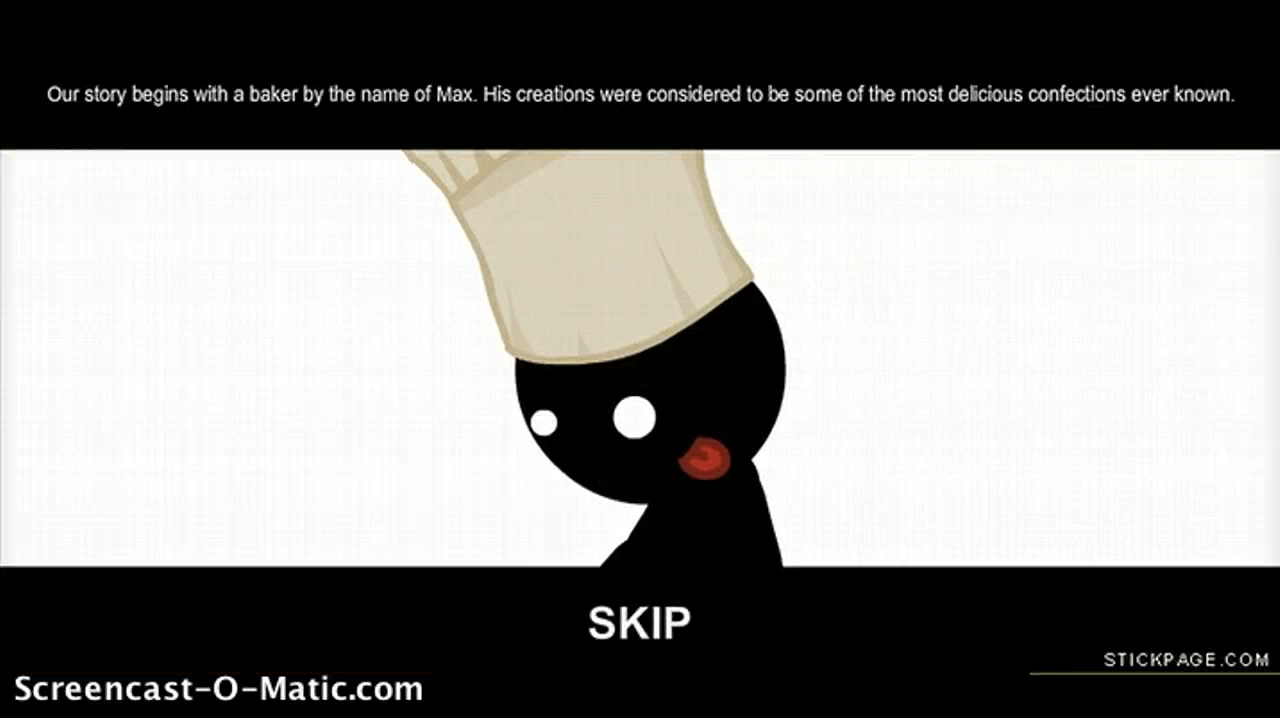 Our story begins with a baker by the name of Max. His creations were considered to be some of the most delicious confections ever known.
SKIP
STICKPAGE.COM
Screencast-O-Matic.com